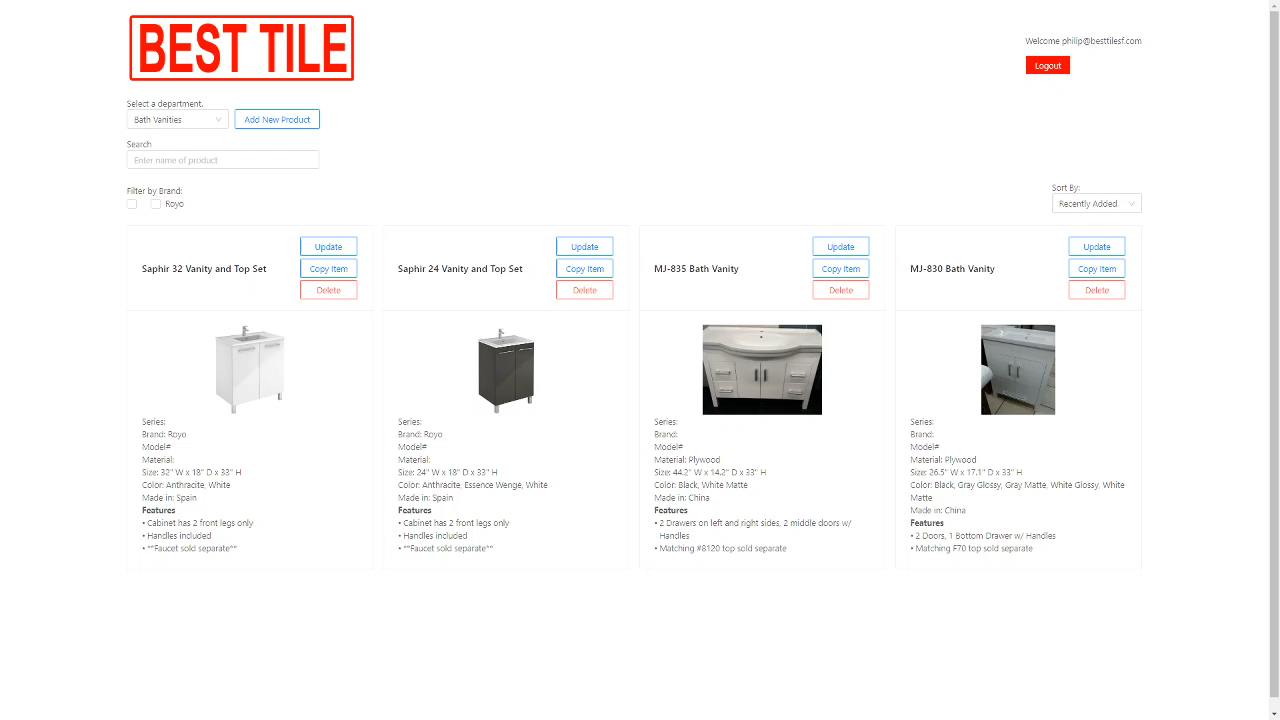 BEST TILE
Welcome philip@besttilesf.com
Logout
Select a department.
Bath Vanities
Add New Product
Search
Enter name of product
Filter by Brand:
Royo
Sort By:
Recently Added
Saphir 32 Vanity and Top Set
Update
Copy Item
Delete
Series:
Brand: Royo
Model#
Material:
Size: 32" W x 18" D x 33" H
Color: Anthracite, White
Made in: Spain
Features
• Cabinet has 2 front legs only
• Handles included
• **Faucet sold separate**
Saphir 24 Vanity and Top Set
Update
Copy Item
Delete
Series:
Brand: Royo
Model#
Material:
Size: 24" W x 18" D x 33" H
Color: Anthracite, Essence Wenge, White
Made in: Spain
Features
• Cabinet has 2 front legs only
• Handles included
• **Faucet sold separate**
MJ-835 Bath Vanity
Update
Copy Item
Delete
Series:
Brand:
Model#
Material: Plywood
Size: 44.2" W x 14.2" D x 33" H
Color: Black, White Matte
Made in: China
Features
• 2 Drawers on left and right sides, 2 middle doors w/
Handles
• Matching #8120 top sold separate
MJ-830 Bath Vanity
Update
Copy Item
Delete
Series:
Brand:
Model#
Material: Plywood
Size: 26.5" W x 17.1" D x 33" H
Color: Black, Gray Glossy, Gray Matte, White Glossy, White
Matte
Made in: China
Features
• 2 Doors, 1 Bottom Drawer w/ Handles
• Matching F70 top sold separate